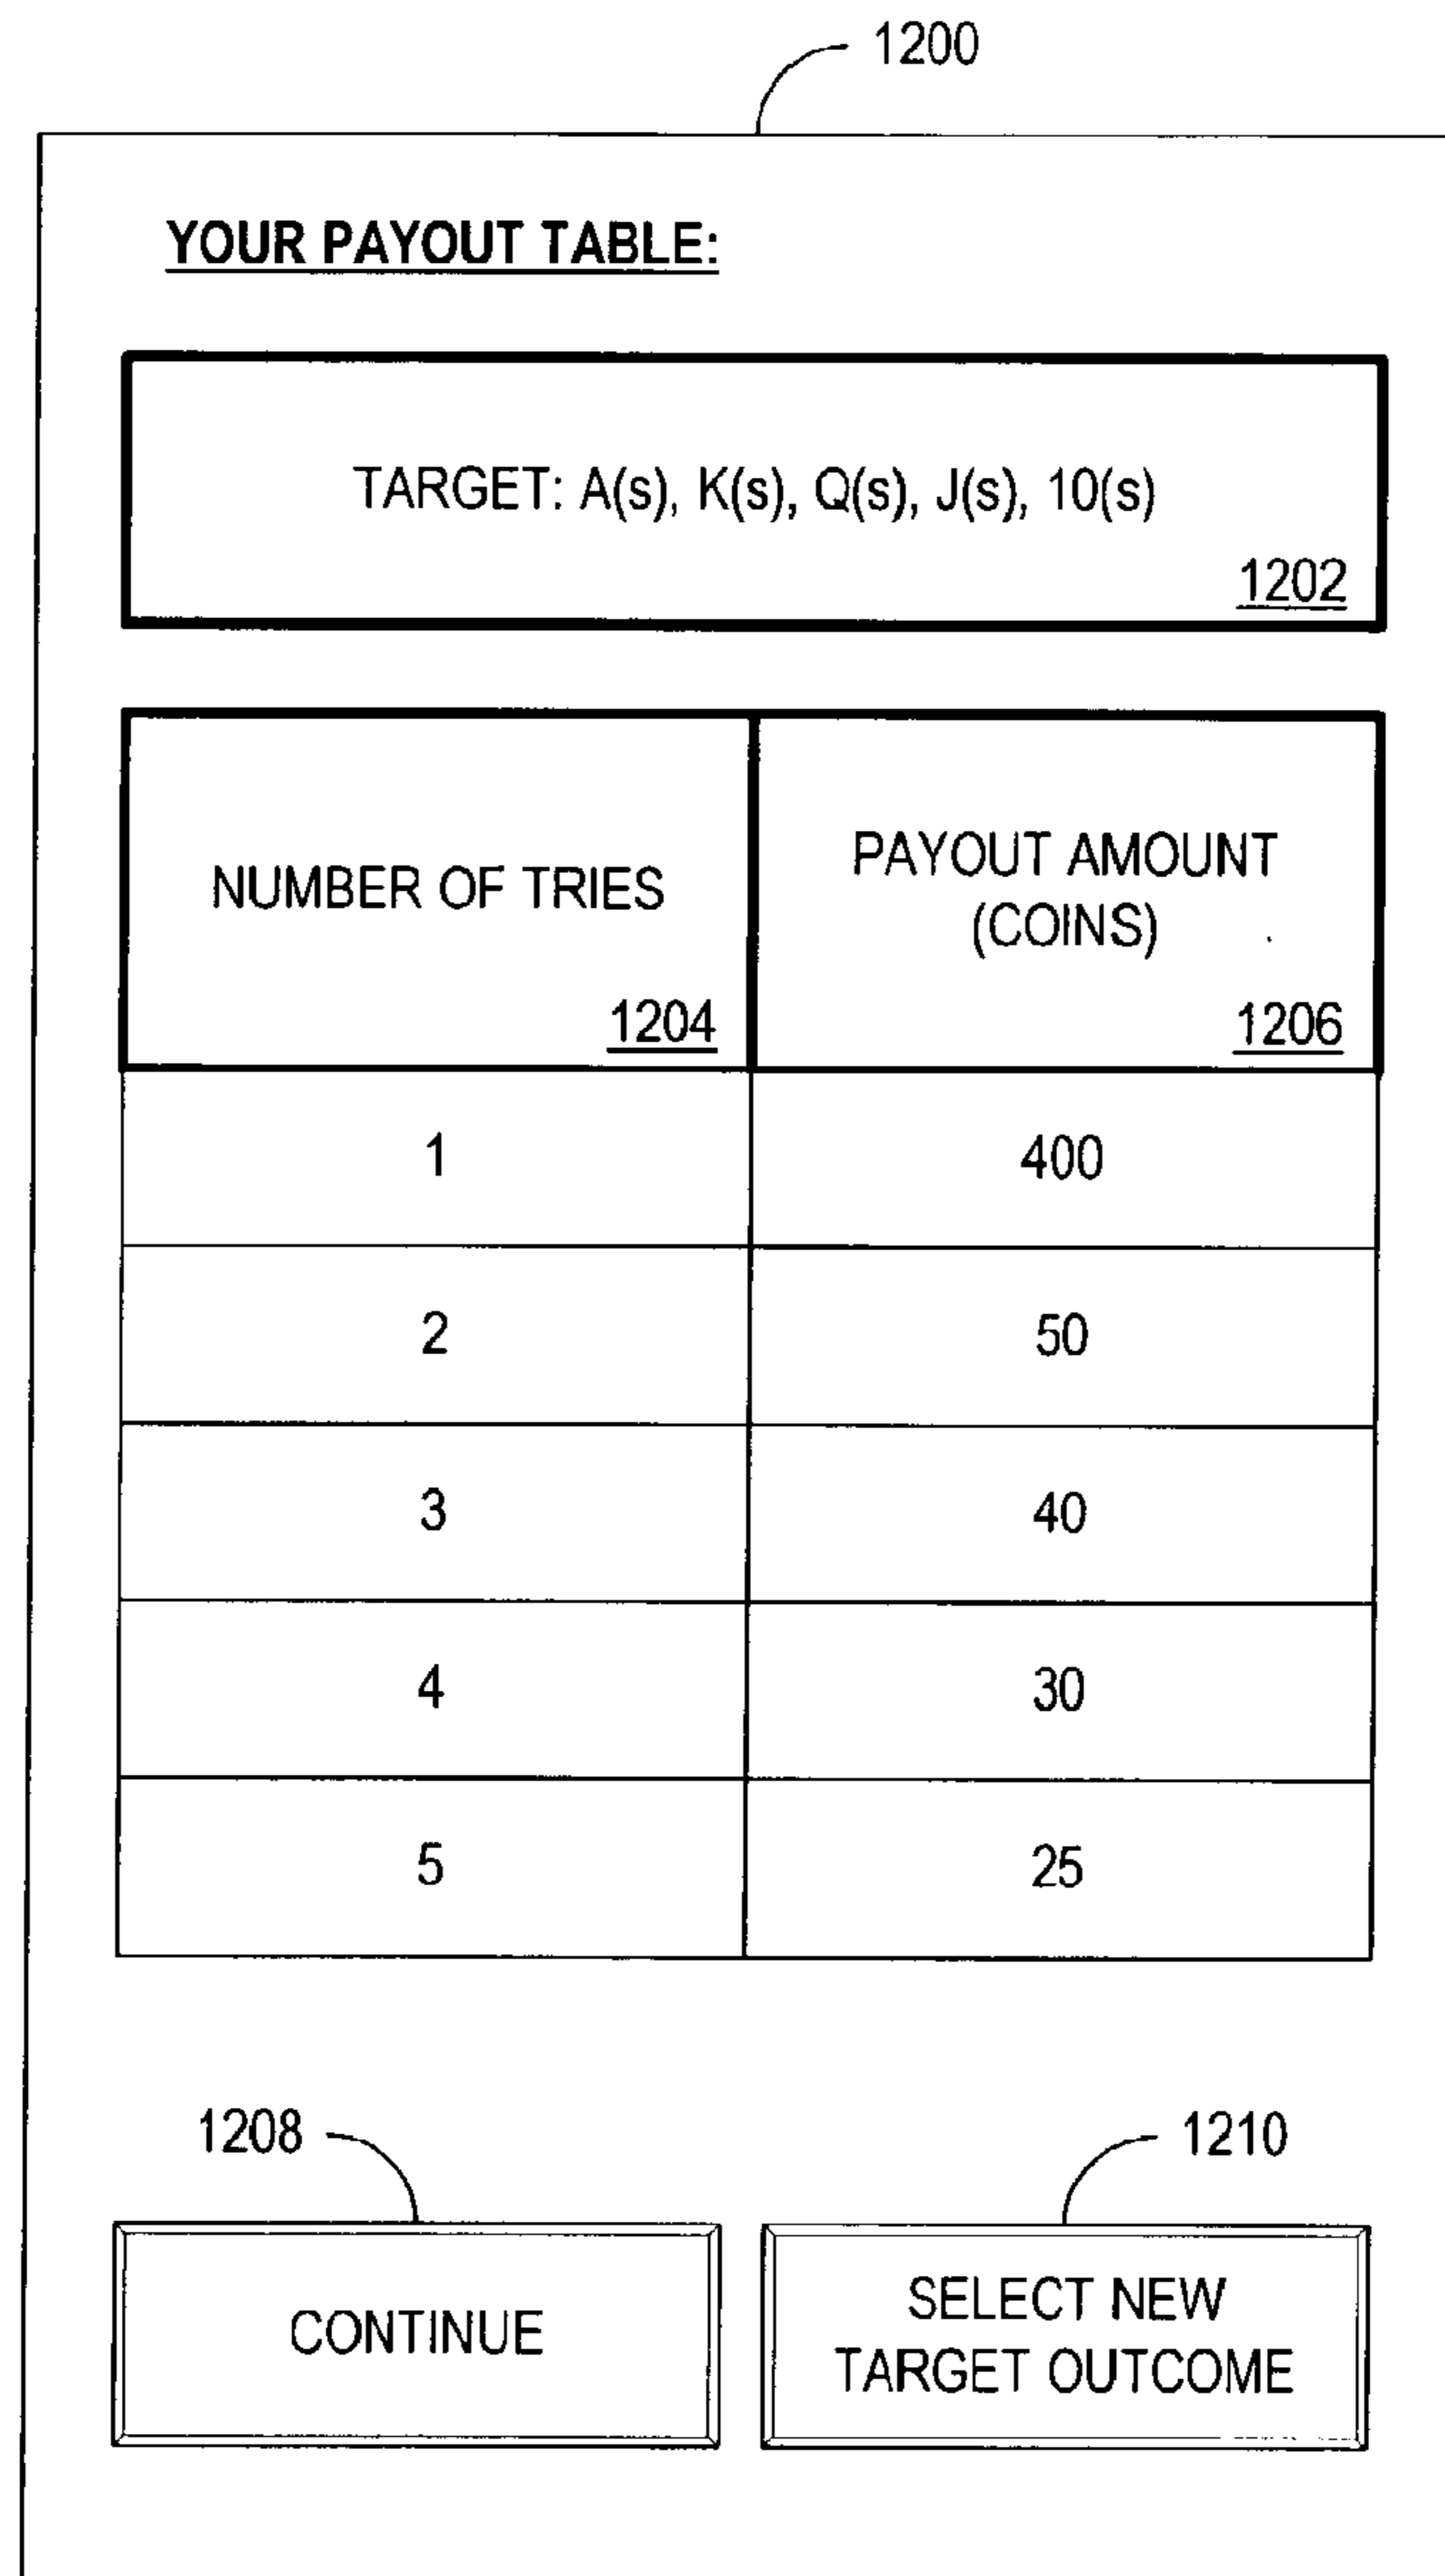 1200
YOUR PAYOUT TABLE:
TARGET: A(s), K(s), Q(s), J(s), 10(s)
1202
NUMBER OF TRIES
1204
PAYOUT AMOUNT
(COINS)
1206
1 400
2 50
3 40
4 30
5 25
1208
1210
CONTINUE
SELECT NEW
TARGET OUTCOME